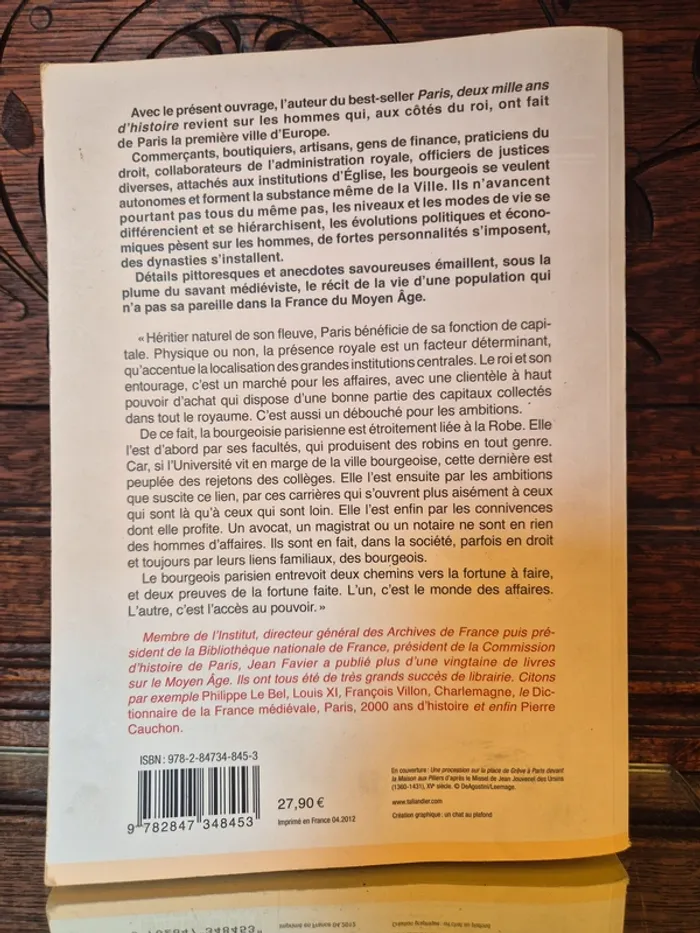 Avec le présent ouvrage, l'auteur du best-seller Paris, deux mille ans
d'histoire revient sur les hommes qui, aux côtés du roi, ont fait
de Paris la première ville d'Europe.
Commerçants, boutiquiers, artisans, gens de finance, praticiens du
droit, collaborateurs de l'administration royale, officiers de justices
diverses, attachés aux institutions d'Église, les bourgeois se veulent
autonomes et forment la substance même de la Ville. Ils n'avancent
pourtant pas tous du même pas, les niveaux et les modes de vie se
différencient et se hiérarchisent, les évolutions politiques et écono-
miques pèsent sur les hommes, de fortes personnalités s'imposent,
des dynasties s'installent.
Détails pittoresques et anecdotes savoureuses émaillent, sous la
plume du savant médiéviste, le récit de la vie d'une population qui
n'a pas sa pareille dans la France du Moyen Âge.
« Héritier naturel de son fleuve, Paris bénéficie de sa fonction de capi-
tale. Physique ou non, la présence royale est un facteur déterminant,
qu'accentue la localisation des grandes institutions centrales. Le roi et son
entourage, c'est un marché pour les affaires, avec une clientèle à haut
pouvoir d'achat qui dispose d'une bonne partie des capitaux collectés
dans tout le royaume. C'est aussi un débouché pour les ambitions.
De ce fait, la bourgeoisie parisienne est étroitement liée à la Robe. Elle
l'est d'abord par ses facultés, qui produisent des robins en tout genre.
Car, si l'Université vit en marge de la ville bourgeoise, cette dernière est
peuplée des rejetons des collèges. Elle l'est ensuite par les ambitions
que suscite ce lien, par ces carrières qui s'ouvrent plus aisément à ceux
qui sont là qu'à ceux qui sont loin. Elle l'est enfin par les connivences
dont elle profite. Un avocat, un magistrat ou un notaire ne sont en rien
des hommes d'affaires. Ils sont en fait, dans la société, parfois en droit
et toujours par leurs liens familiaux, des bourgeois.
Le bourgeois parisien entrevoit deux chemins vers la fortune à faire,
et deux preuves de la fortune faite. L'un, c'est le monde des affaires.
L'autre, c'est l'accès au pouvoir. »
Membre de l'Institut, directeur général des Archives de France puis pré-
sident de la Bibliothèque nationale de France, président de la Commission
d'histoire de Paris, Jean Favier a publié plus d'une vingtaine de livres
sur le Moyen Âge. Ils ont tous été de très grands succès de librairie. Citons
par exemple Philippe Le Bel, Louis XI, François Villon, Charlemagne, le Dic-
tionnaire de la France médiévale, Paris, 2000 ans d'histoire et enfin Pierre
Cauchon.
ISBN : 978-2-84734-845-3
9 782847 348453
27,90 €
Imprimé en France 04.2012
En couverture : Une procession sur la place de Grève à Paris devant
la Maison aux Piliers d'après le Missel de Jean Jouvenel des Ursins
(1360-1431), XVe siècle. © DeAgostini/Leemage.
www.tallandier.com
Création graphique : un chat au plafond